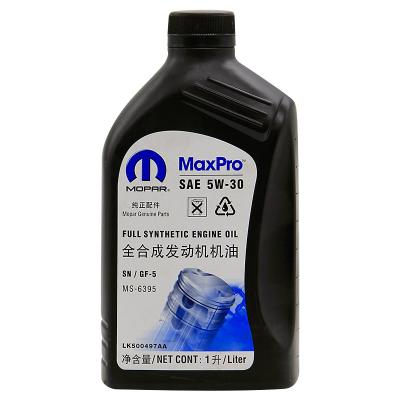 MaxPro™
SAE 5W-30
MOPAR
纯正配件
Mopar Genuine Parts
FULL SYNTHETIC ENGINE OIL
全合成发动机机油
SN / GF-5
MS-6395
LK500497AA
净含量/NET CONT: 1升/Liter